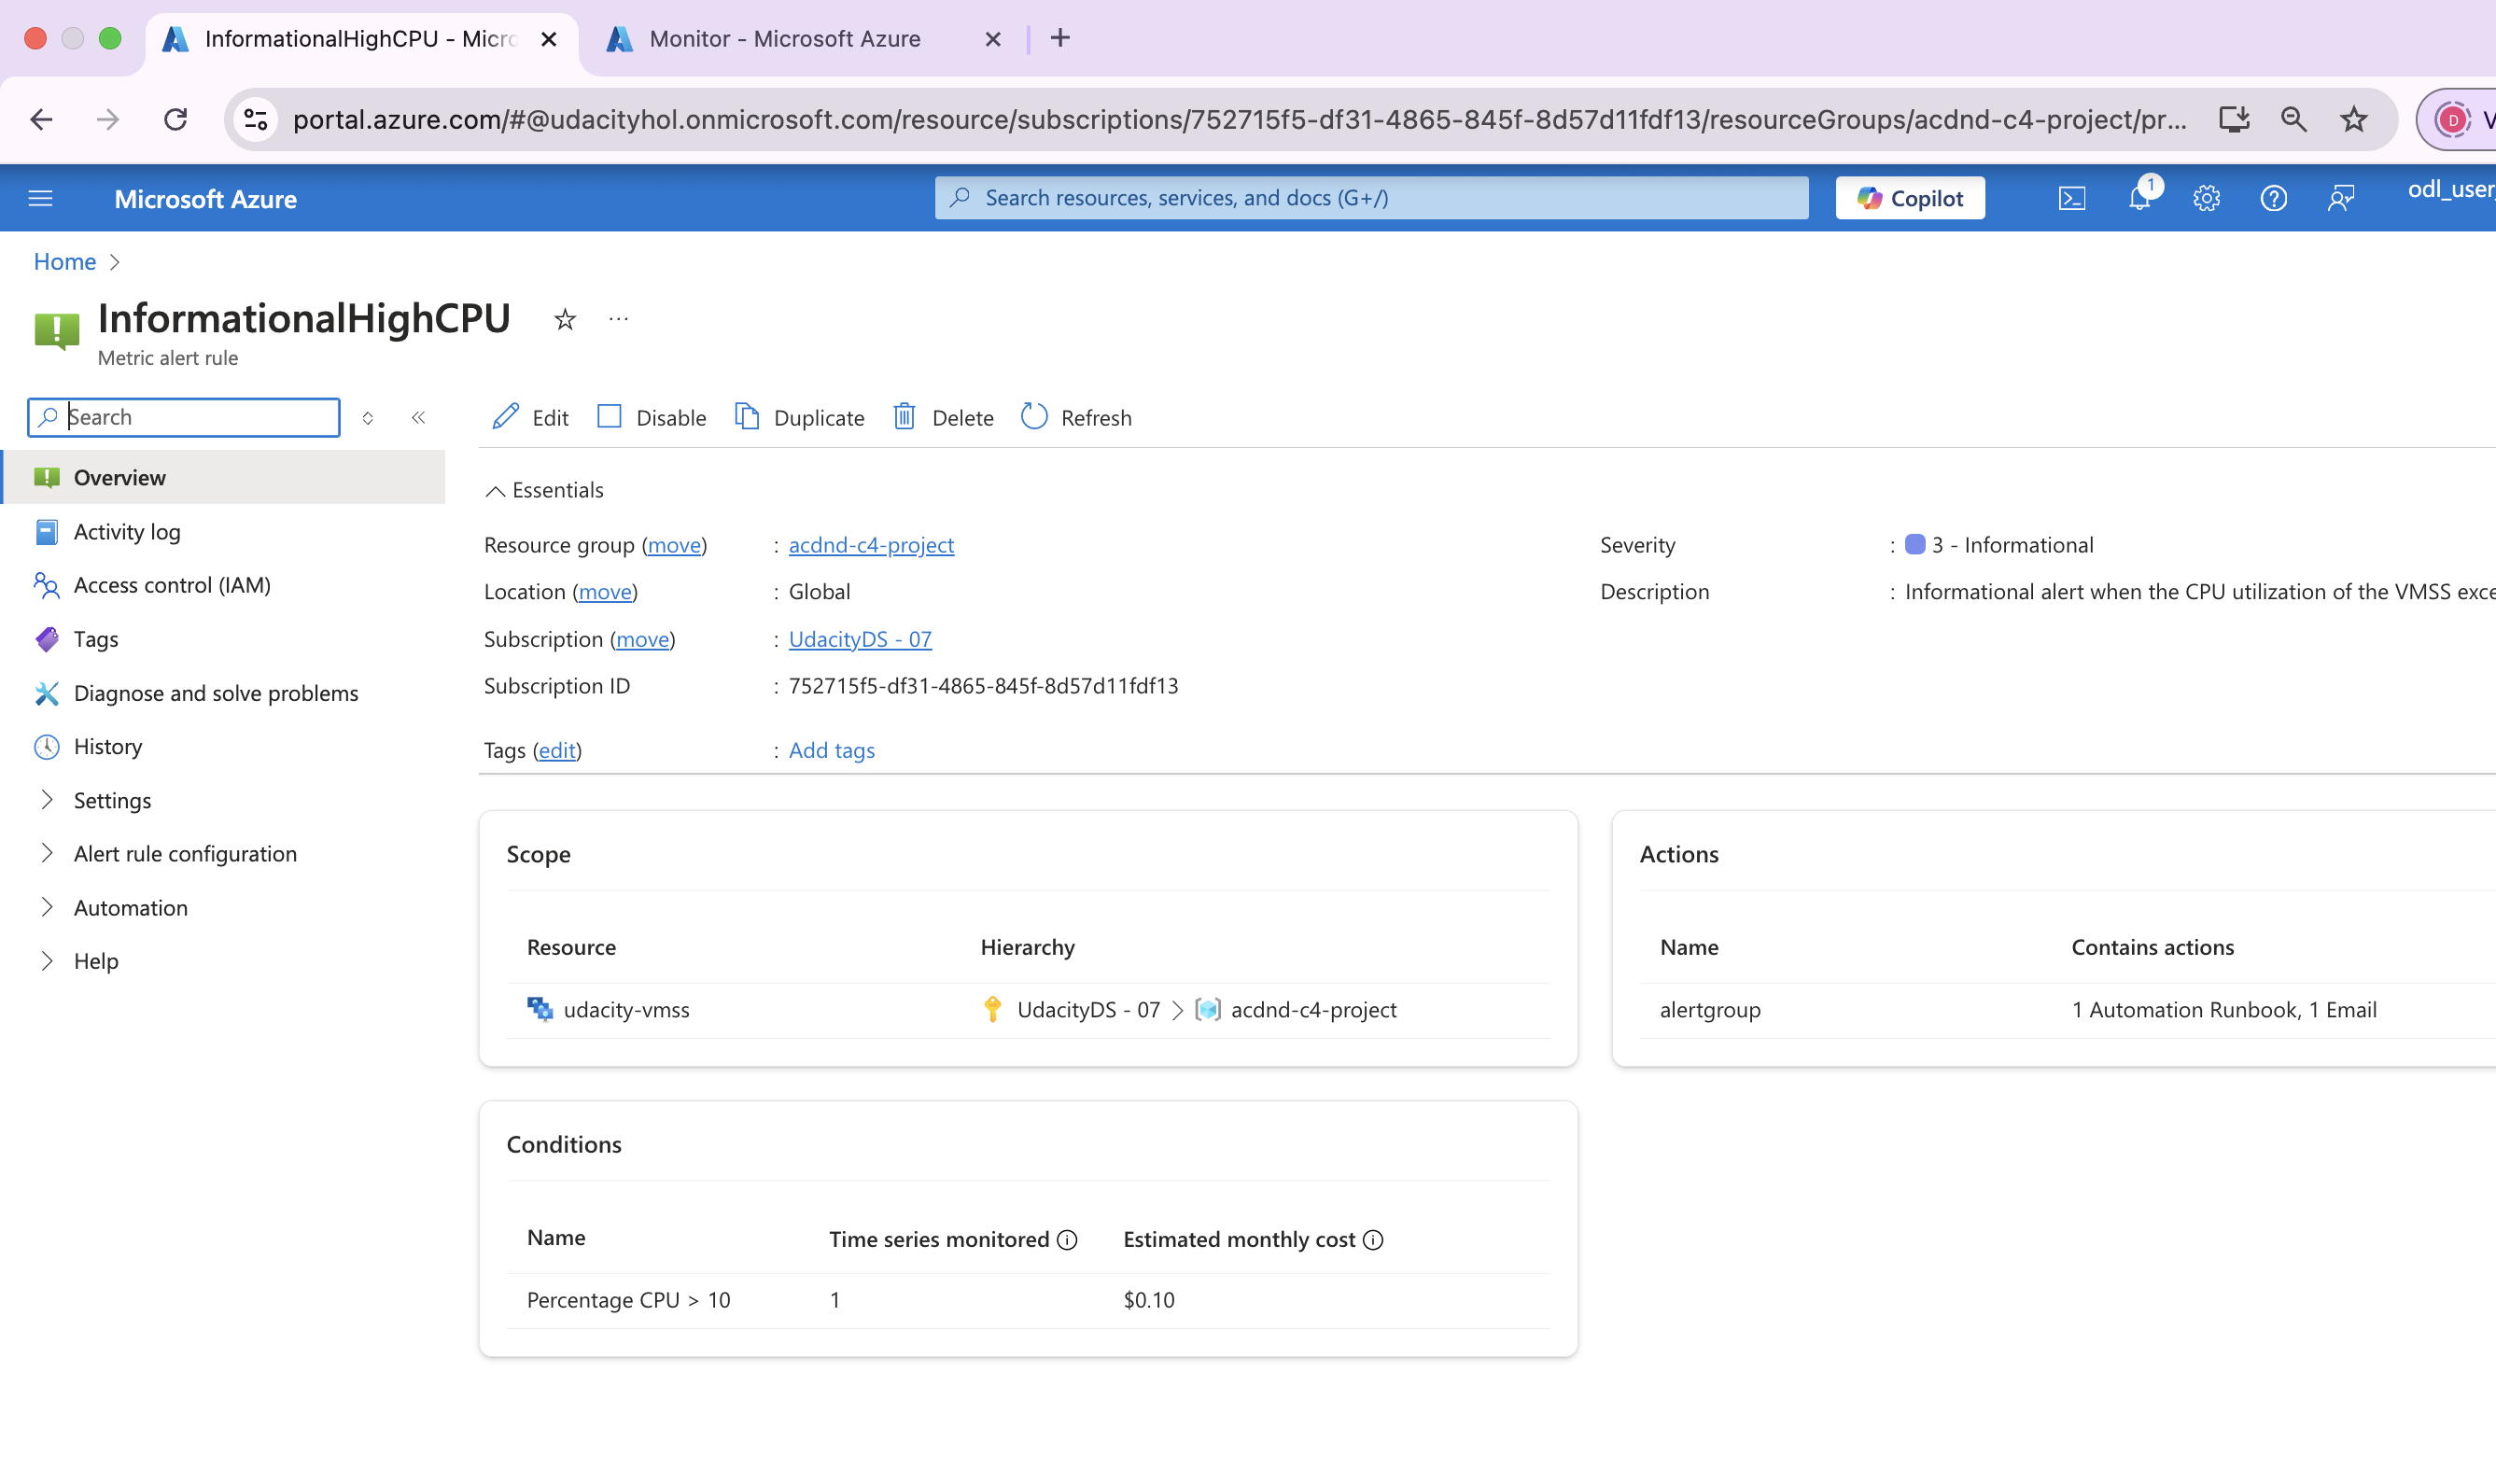 InformationalHighCPU - Micro
Monitor - Microsoft Azure
portal.azure.com/#@udacityhol.onmicrosoft.com/resource/subscriptions/752715f5-df31-4865-845f-8d57d11fdf13/resourceGroups/acdnd-c4-project/pr...
D
V
Microsoft Azure
Search resources, services, and docs (G+/)
Copilot
1
odl_user_
Home
InformationalHighCPU
Metric alert rule
Search
Edit
Disable
Duplicate
Delete
Refresh
Overview
Activity log
Access control (IAM)
Tags
Diagnose and solve problems
History
Settings
Alert rule configuration
Automation
Help
Essentials
Resource group (move) : acdnd-c4-project
Location (move) : Global
Subscription (move) : UdacityDS - 07
Subscription ID : 752715f5-df31-4865-845f-8d57d11fdf13
Tags (edit) : Add tags
Severity : 3 - Informational
Description : Informational alert when the CPU utilization of the VMSS exce
Scope
Resource Hierarchy
udacity-vmss UdacityDS - 07 > acdnd-c4-project
Actions
Name Contains actions
alertgroup 1 Automation Runbook, 1 Email
Conditions
Name Time series monitored Estimated monthly cost
Percentage CPU > 10 1 $0.10